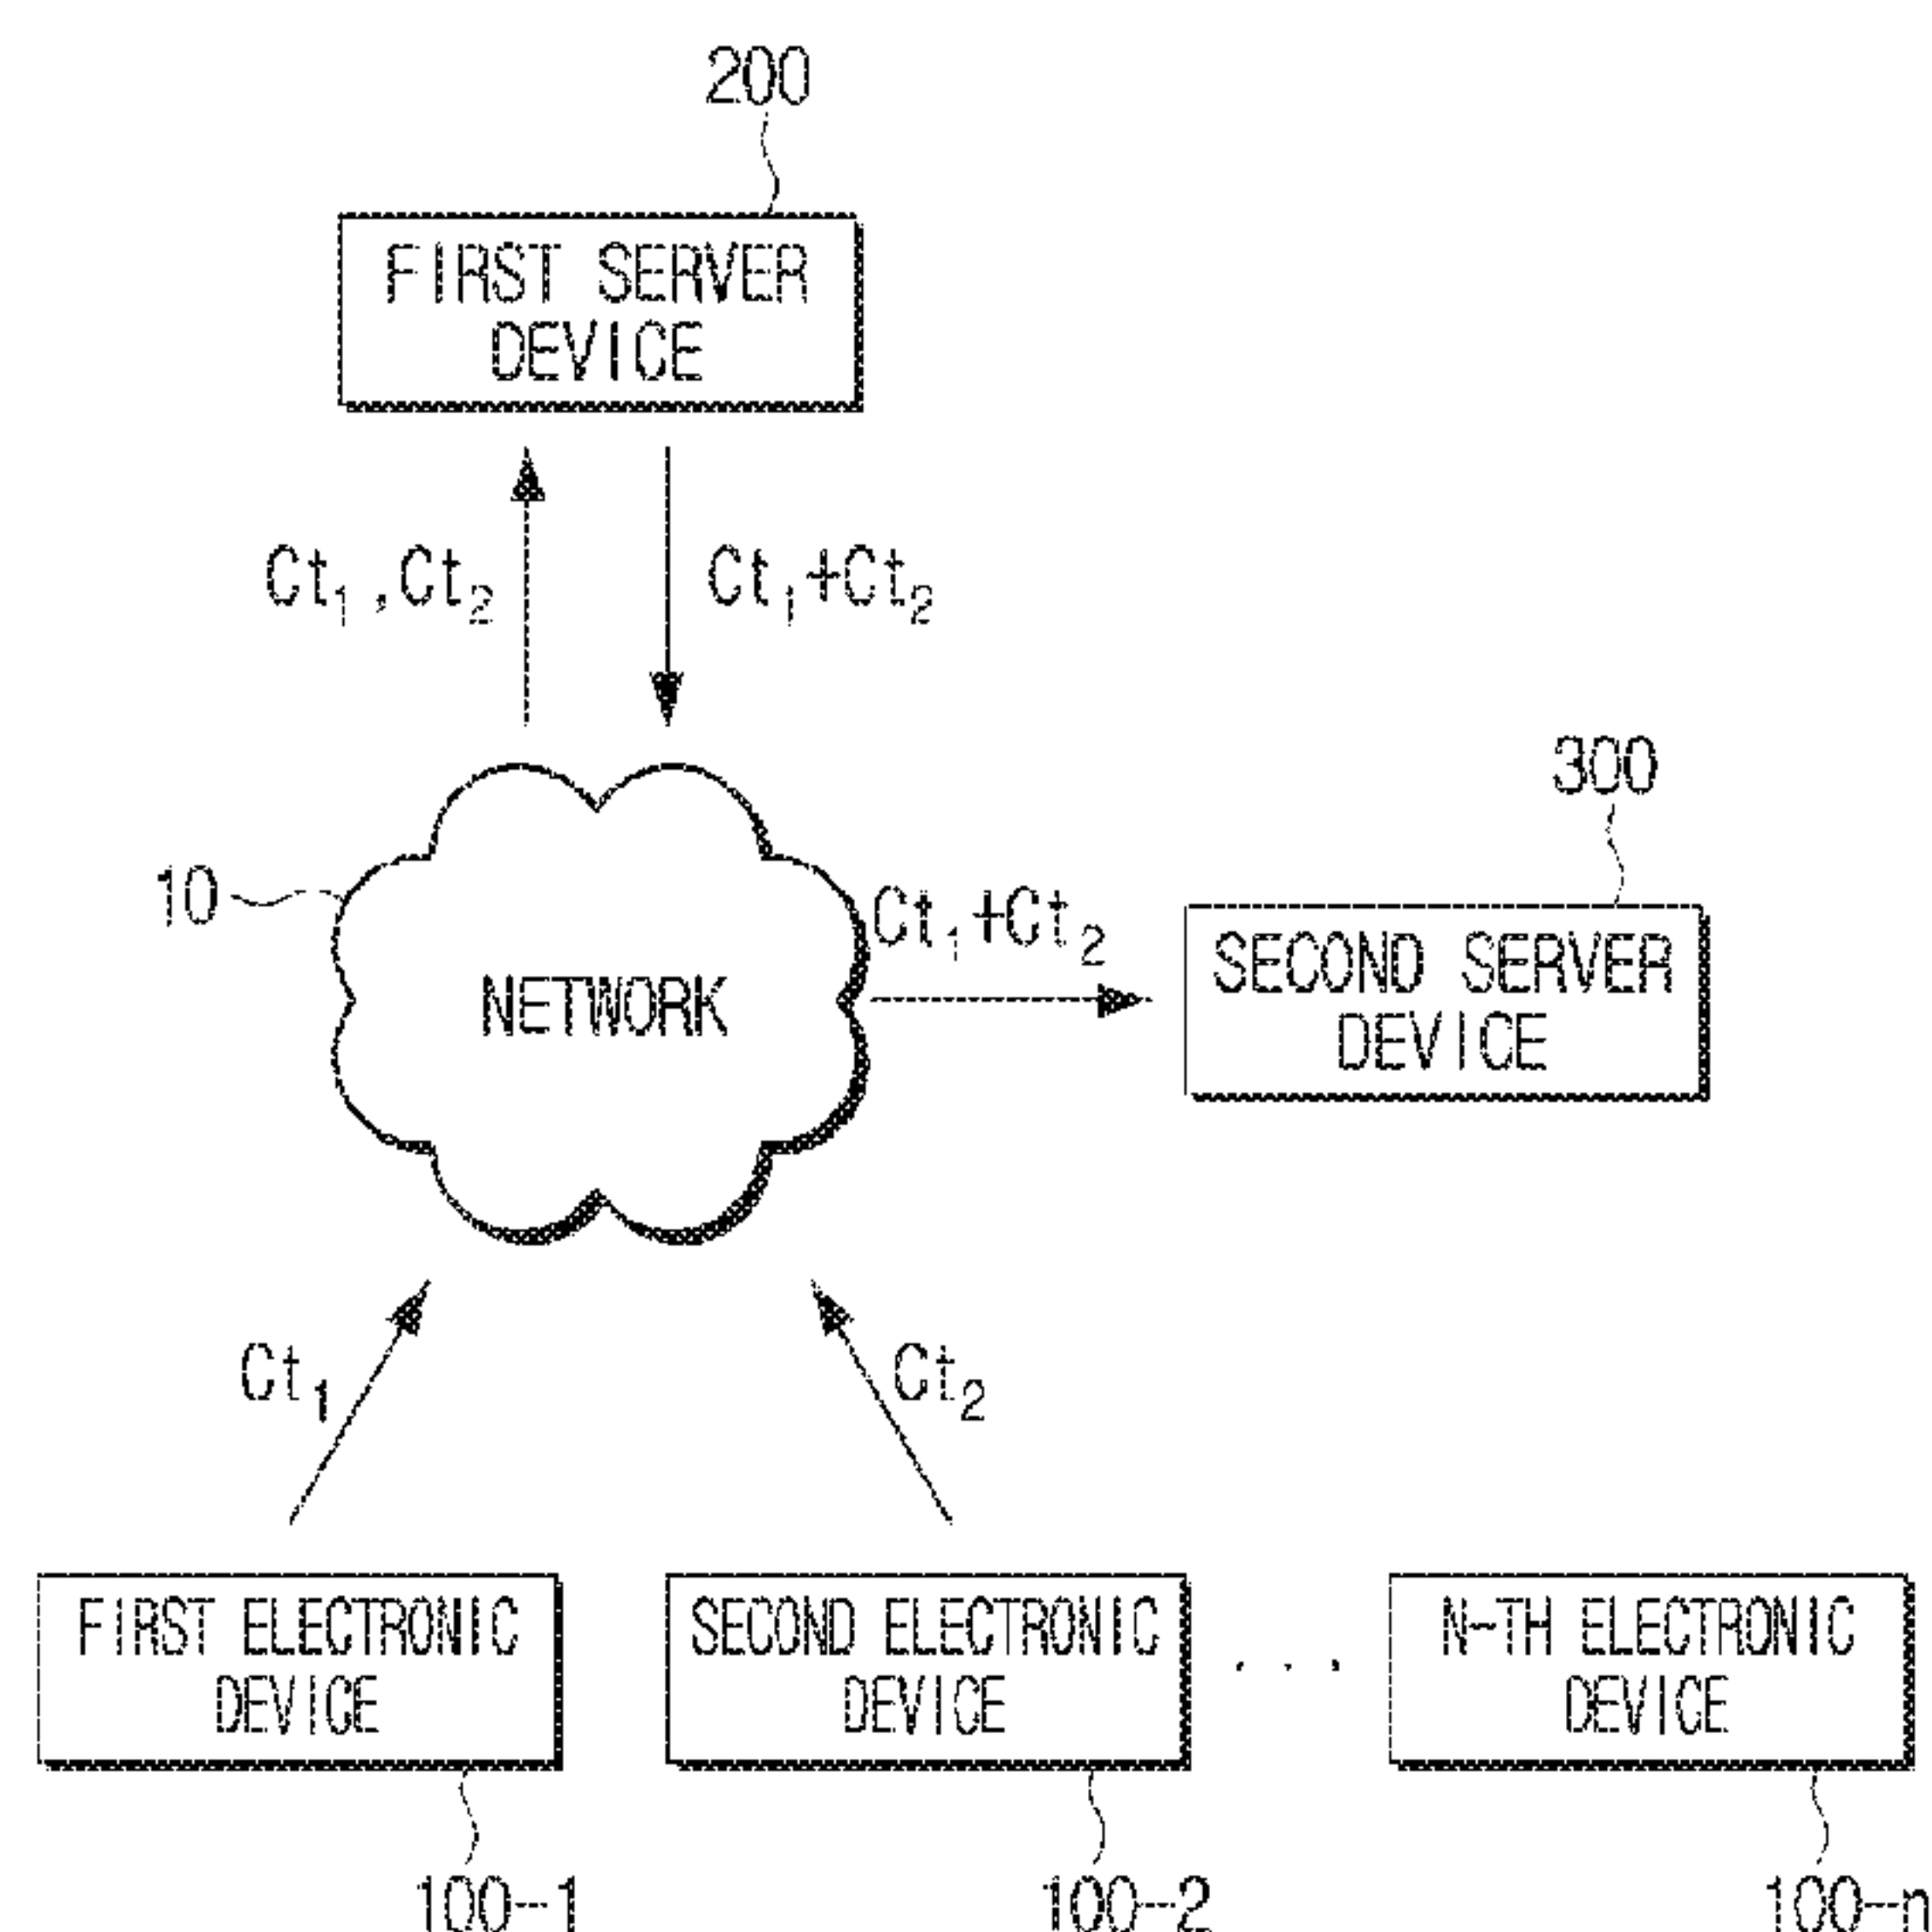 200
FIRST SERVER
DEVICE
Ct₁,Ct₂
Ct₁+Ct₂
300
10
Ct₁+Ct₂
NETWORK
SECOND SERVER
DEVICE
Ct₁
Ct₂
FIRST ELECTRONIC
DEVICE
SECOND ELECTRONIC
DEVICE
...
N-TH ELECTRONIC
DEVICE
100-1
100-2
100-n